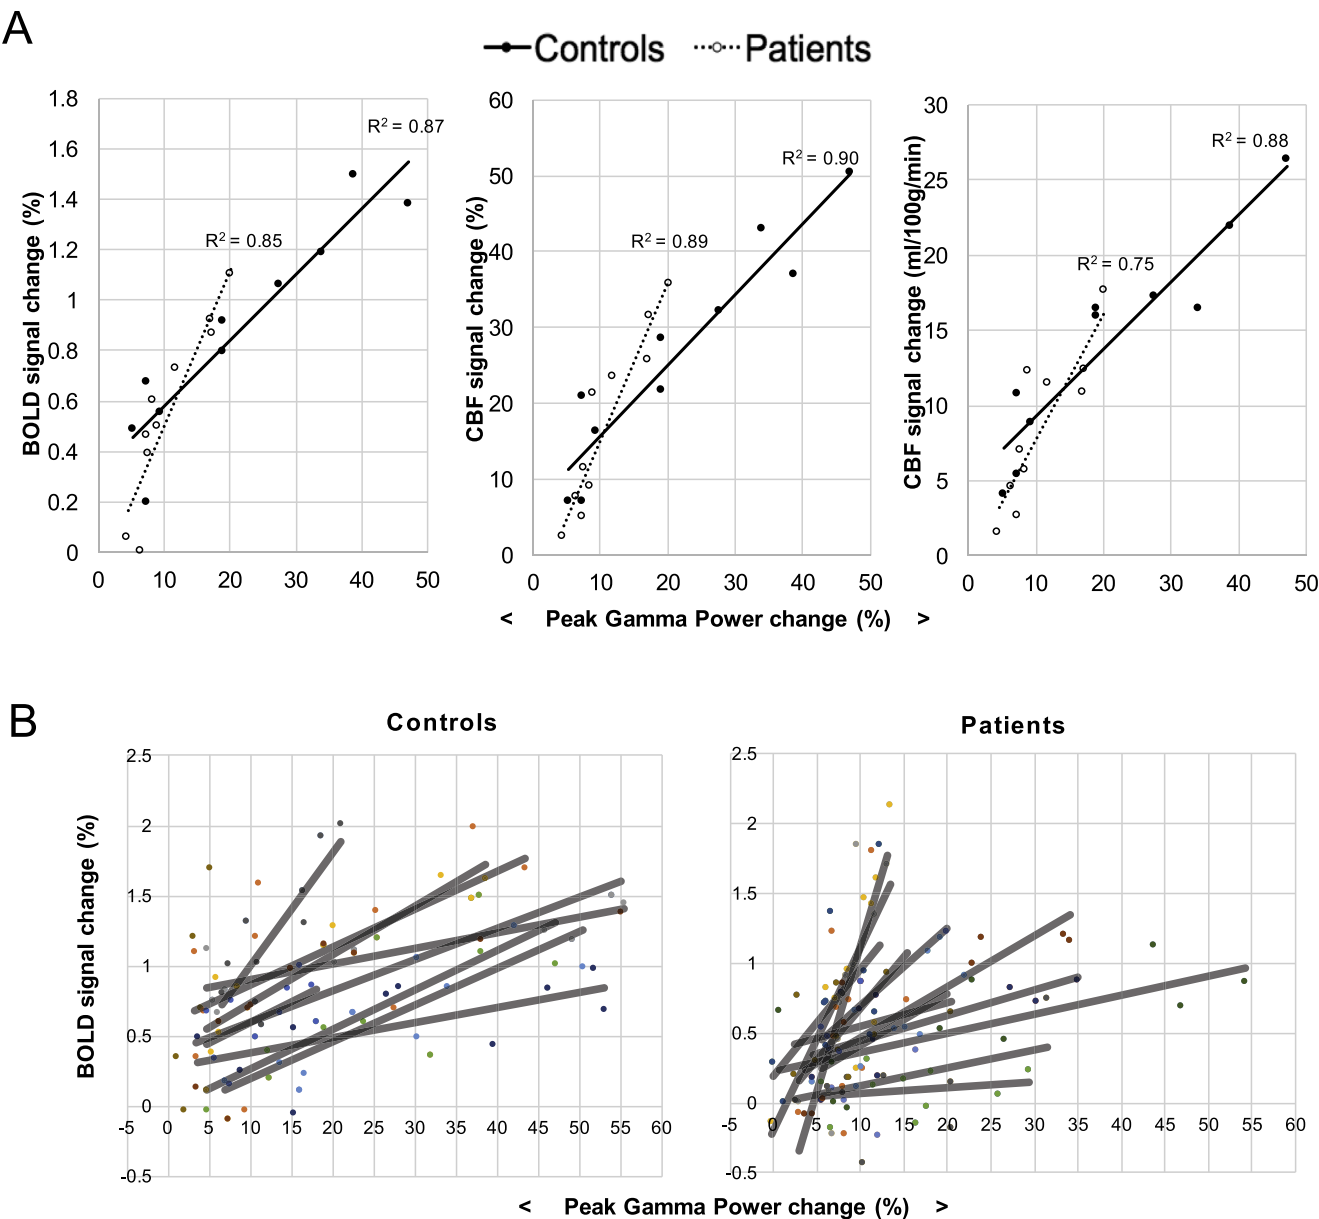 A
Controls Patients
BOLD signal change (%)
1.8
1.6
1.4
1.2
1
0.8
0.6
0.4
0.2
0
R² = 0.87
R² = 0.85
0 10 20 30 40 50
CBF signal change (%)
60
50
40
30
20
10
0
R² = 0.90
R² = 0.89
0 10 20 30 40 50
CBF signal change (ml/100g/min)
30
25
20
15
10
5
0
R² = 0.88
R² = 0.75
0 10 20 30 40 50
< Peak Gamma Power change (%) >
B
Controls
BOLD signal change (%)
2.5
2
1.5
1
0.5
0
-0.5
-5 0 5 10 15 20 25 30 35 40 45 50 55 60
Patients
2.5
2
1.5
1
0.5
0
-0.5
-5 0 5 10 15 20 25 30 35 40 45 50 55 60
< Peak Gamma Power change (%) >